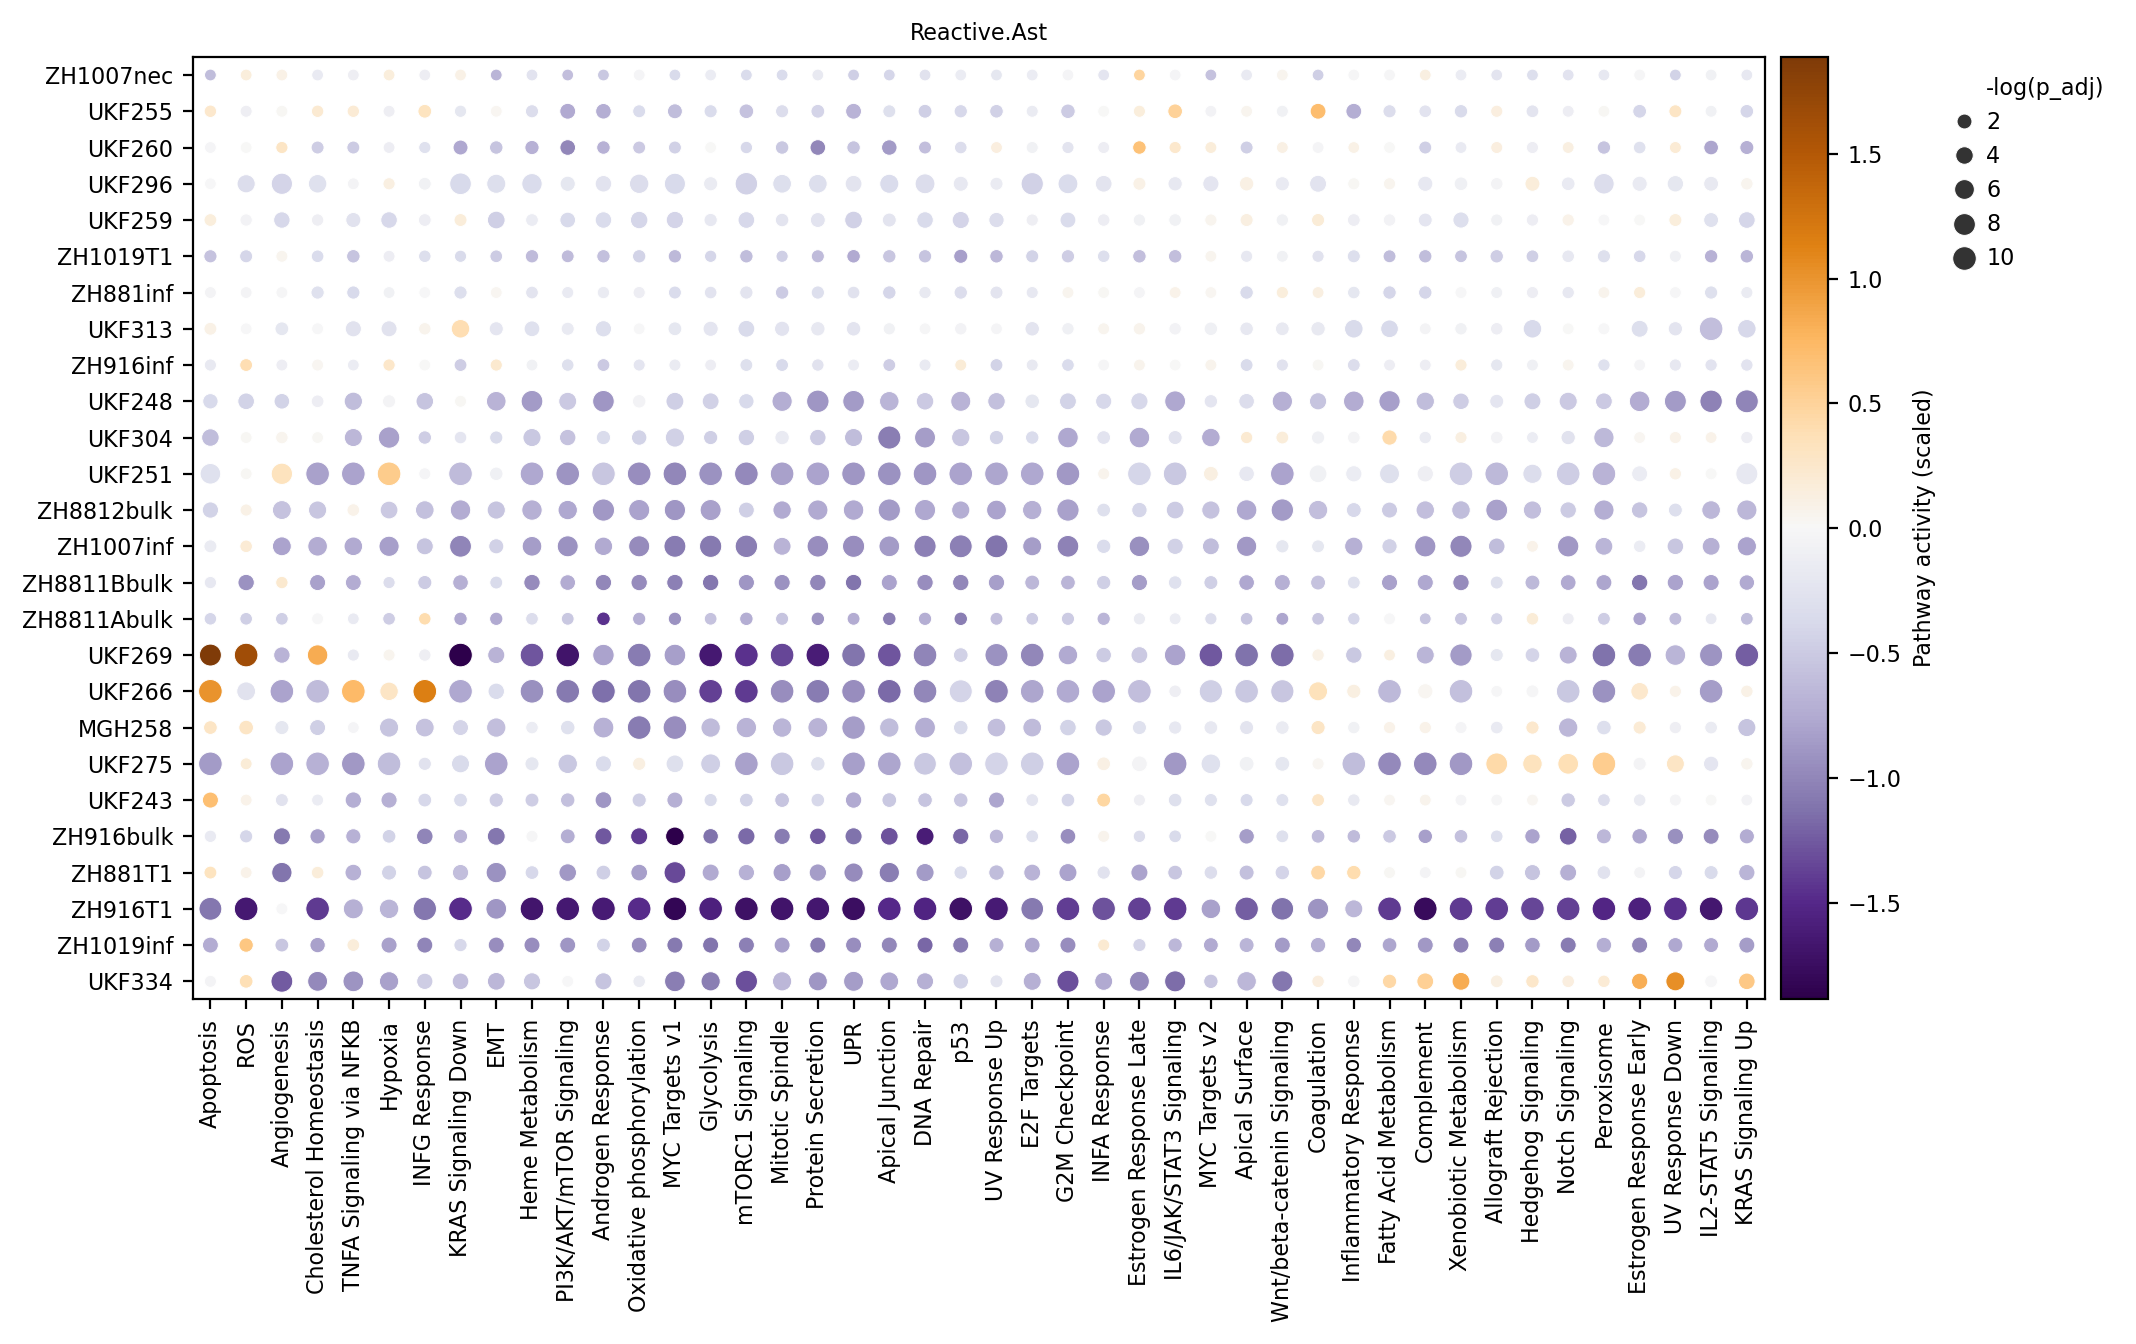 Reactive.Ast
ZH1007nec
UKF255
UKF260
UKF296
UKF259
ZH1019T1
ZH881inf
UKF313
ZH916inf
UKF248
UKF304
UKF251
ZH8812bulk
ZH1007inf
ZH8811Bbulk
ZH8811Abulk
UKF269
UKF266
MGH258
UKF275
UKF243
ZH916bulk
ZH881T1
ZH916T1
ZH1019inf
UKF334
Apoptosis
ROS
Angiogenesis
Cholesterol Homeostasis
TNFA Signaling via NFKB
Hypoxia
INFG Response
KRAS Signaling Down
EMT
Heme Metabolism
PI3K/AKT/mTOR Signaling
Androgen Response
Oxidative phosphorylation
MYC Targets v1
Glycolysis
mTORC1 Signaling
Mitotic Spindle
Protein Secretion
UPR
Apical Junction
DNA Repair
p53
UV Response Up
E2F Targets
G2M Checkpoint
INFA Response
Estrogen Response Late
IL6/JAK/STAT3 Signaling
MYC Targets v2
Apical Surface
Wnt/beta-catenin Signaling
Coagulation
Inflammatory Response
Fatty Acid Metabolism
Complement
Xenobiotic Metabolism
Allograft Rejection
Hedgehog Signaling
Notch Signaling
Peroxisome
Estrogen Response Early
UV Response Down
IL2-STAT5 Signaling
KRAS Signaling Up
1.5
1.0
0.5
0.0
−0.5
−1.0
−1.5
Pathway activity (scaled)
-log(p_adj)
2
4
6
8
10